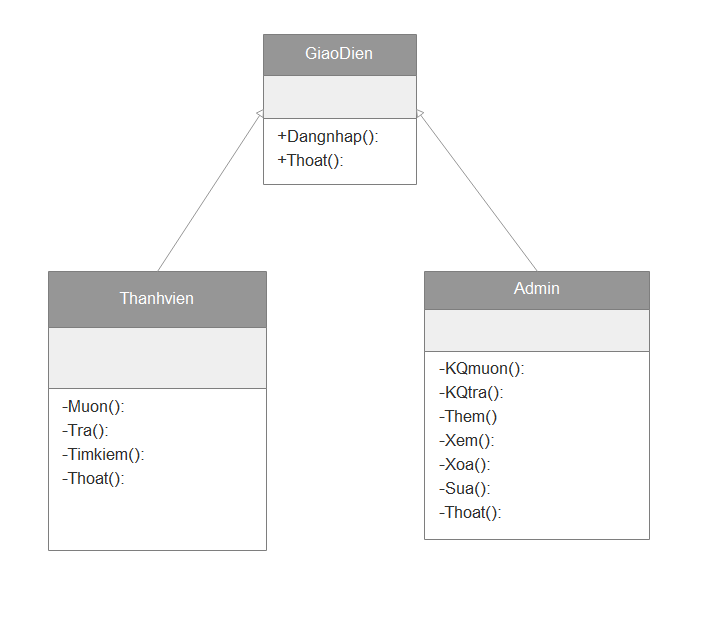 GiaoDien
+Dangnhap():
+Thoat():
Thanhvien
-Muon():
-Tra():
-Timkiem():
-Thoat():
Admin
-KQmuon():
-KQtra():
-Them()
-Xem():
-Xoa():
-Sua():
-Thoat():